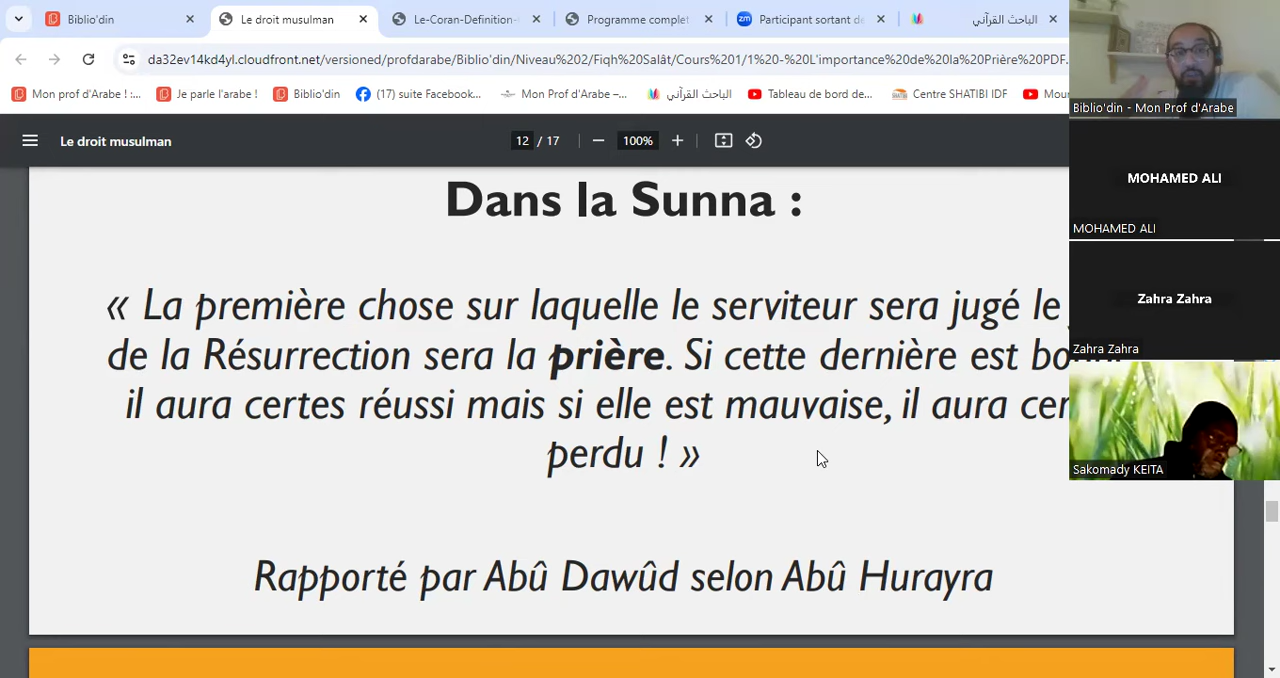 Biblio'din
Le droit musulman
Le-Coran-Definition-
Programme complet
Participant sortant de
الباحث القرآني
da32ev14kd4yl.cloudfront.net/versioned/profdarabe/Biblio'din/Niveau%202/Fiqh%20Salât/Cours%201/1%20-%20L'importance%20de%20la%20Prière%20PDF.
Mon prof d'Arabe ! :...
Je parle l'arabe !
Biblio'din
(17) suite Facebook...
Mon Prof d'Arabe –...
الباحث القرآني
Tableau de bord de...
Centre SHATIBI IDF
Mour
Le droit musulman
12 / 17
100%
Dans la Sunna :
« La première chose sur laquelle le serviteur sera jugé le
de la Résurrection sera la prière. Si cette dernière est
il aura certes réussi mais si elle est mauvaise, il aura
perdu ! »
Rapporté par Abû Dawûd selon Abû Hurayra
Biblio'din - Mon Prof d'Arabe
MOHAMED ALI
MOHAMED ALI
Zahra Zahra
Zahra Zahra
Sakomady KEITA